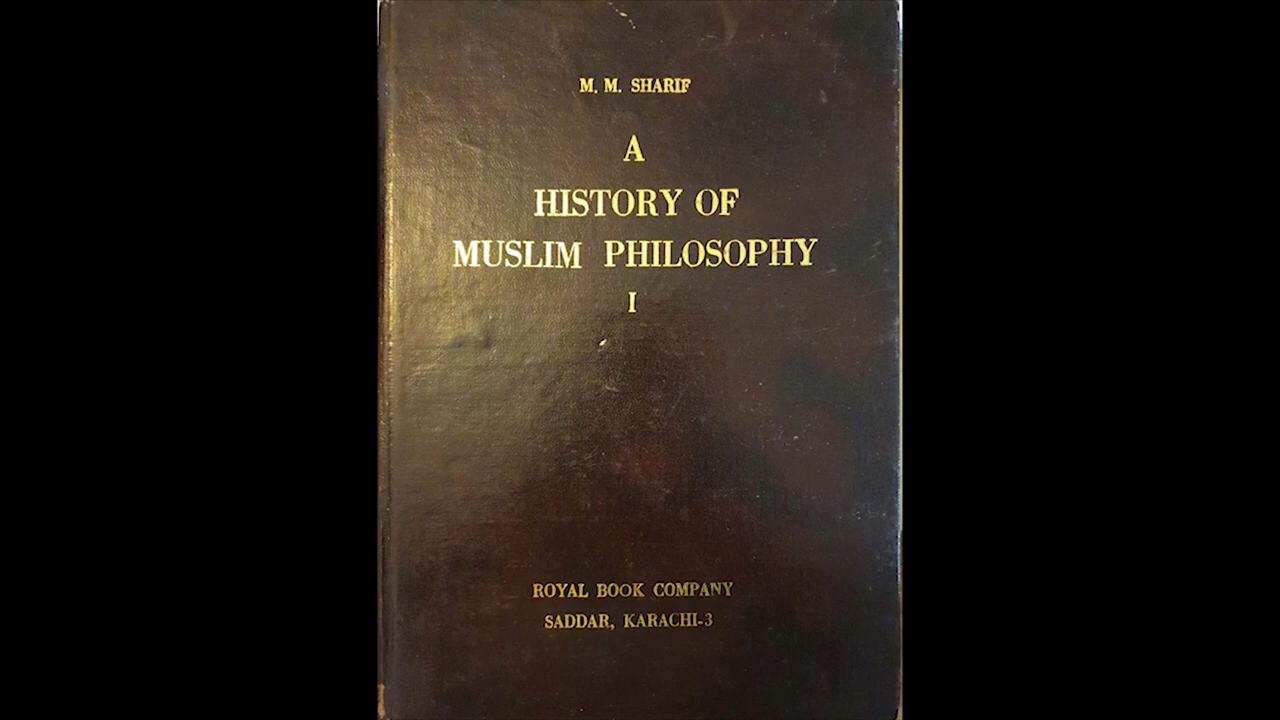 M. M. SHARIF
A
HISTORY OF
MUSLIM PHILOSOPHY
I
ROYAL BOOK COMPANY
SADDAR, KARACHI-3